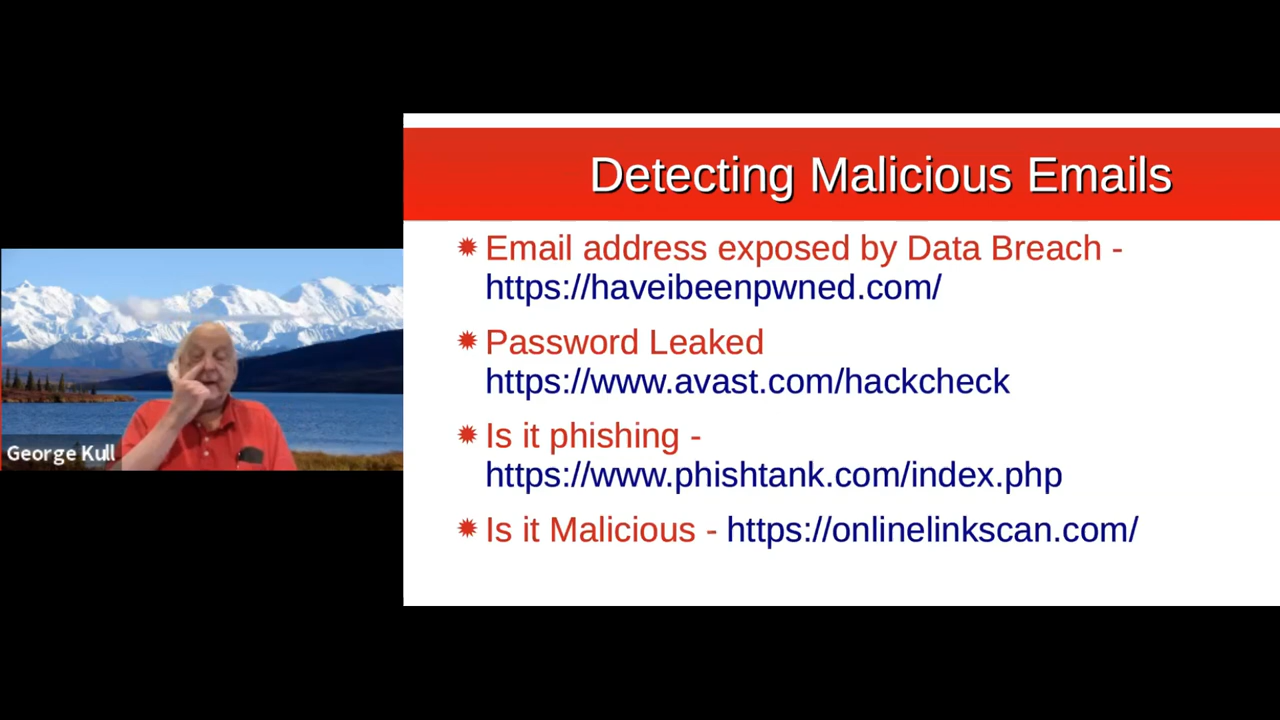 Detecting Malicious Emails
Email address exposed by Data Breach -
https://haveibeenpwned.com/
Password Leaked
https://www.avast.com/hackcheck
Is it phishing -
https://www.phishtank.com/index.php
Is it Malicious - https://onlinelinkscan.com/
George Kull